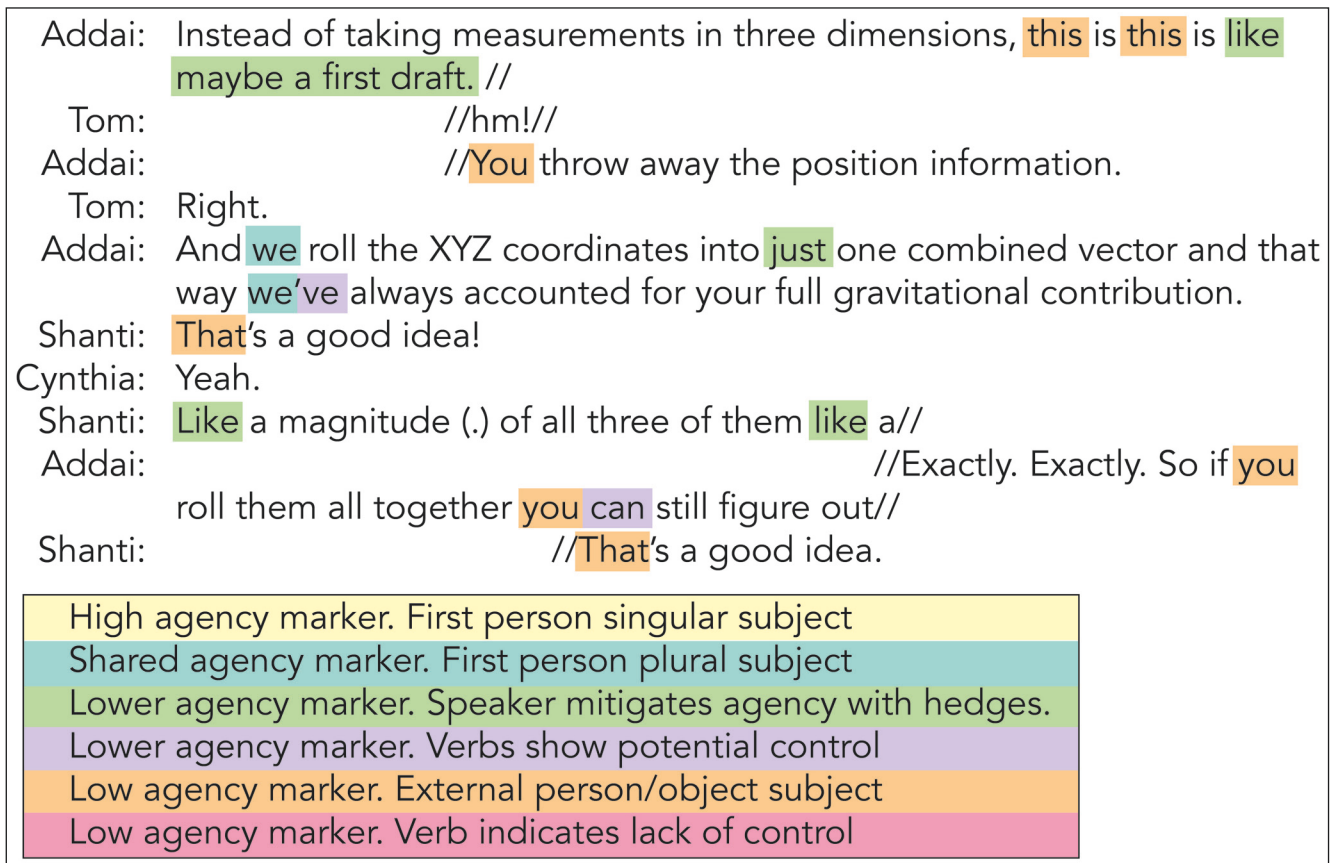 Addai: Instead of taking measurements in three dimensions, this is this is like
maybe a first draft. //
Tom: //hm!//
Addai: //You throw away the position information.
Tom: Right.
Addai: And we roll the XYZ coordinates into just one combined vector and that
way we've always accounted for your full gravitational contribution.
Shanti: That's a good idea!
Cynthia: Yeah.
Shanti: Like a magnitude (.) of all three of them like a//
Addai: //Exactly. Exactly. So if you
roll them all together you can still figure out//
Shanti: //That's a good idea.
High agency marker. First person singular subject
Shared agency marker. First person plural subject
Lower agency marker. Speaker mitigates agency with hedges.
Lower agency marker. Verbs show potential control
Low agency marker. External person/object subject
Low agency marker. Verb indicates lack of control